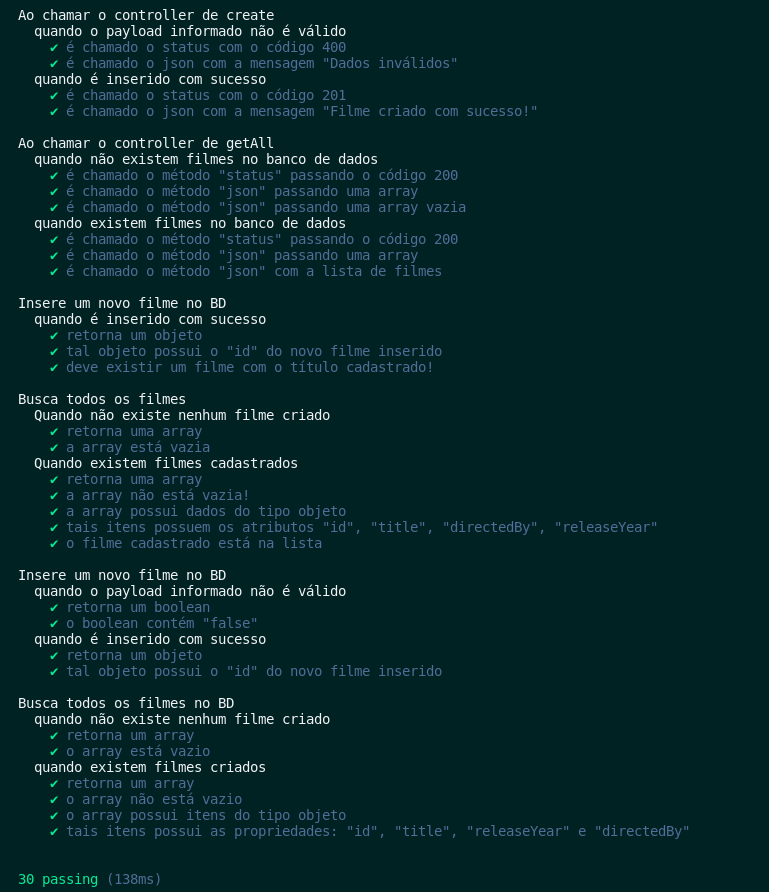 Ao chamar o controller de create
quando o payload informado não é válido
✔ é chamado o status com o código 400
✔ é chamado o json com a mensagem "Dados inválidos"
quando é inserido com sucesso
✔ é chamado o status com o código 201
✔ é chamado o json com a mensagem "Filme criado com sucesso!"
Ao chamar o controller de getAll
quando não existem filmes no banco de dados
✔ é chamado o método "status" passando o código 200
✔ é chamado o método "json" passando uma array
✔ é chamado o método "json" passando uma array vazia
quando existem filmes no banco de dados
✔ é chamado o método "status" passando o código 200
✔ é chamado o método "json" passando uma array
✔ é chamado o método "json" com a lista de filmes
Insere um novo filme no BD
quando é inserido com sucesso
✔ retorna um objeto
✔ tal objeto possui o "id" do novo filme inserido
✔ deve existir um filme com o título cadastrado!
Busca todos os filmes
Quando não existe nenhum filme criado
✔ retorna uma array
✔ a array está vazia
Quando existem filmes cadastrados
✔ retorna uma array
✔ a array não está vazia!
✔ a array possui dados do tipo objeto
✔ tais itens possuem os atributos "id", "title", "directedBy", "releaseYear"
✔ o filme cadastrado está na lista
Insere um novo filme no BD
quando o payload informado não é válido
✔ retorna um boolean
✔ o boolean contém "false"
quando é inserido com sucesso
✔ retorna um objeto
✔ tal objeto possui o "id" do novo filme inserido
Busca todos os filmes no BD
quando não existe nenhum filme criado
✔ retorna um array
✔ o array está vazio
quando existem filmes criados
✔ retorna um array
✔ o array não está vazio
✔ o array possui itens do tipo objeto
✔ tais itens possui as propriedades: "id", "title", "releaseYear" e "directedBy"
30 passing (138ms)